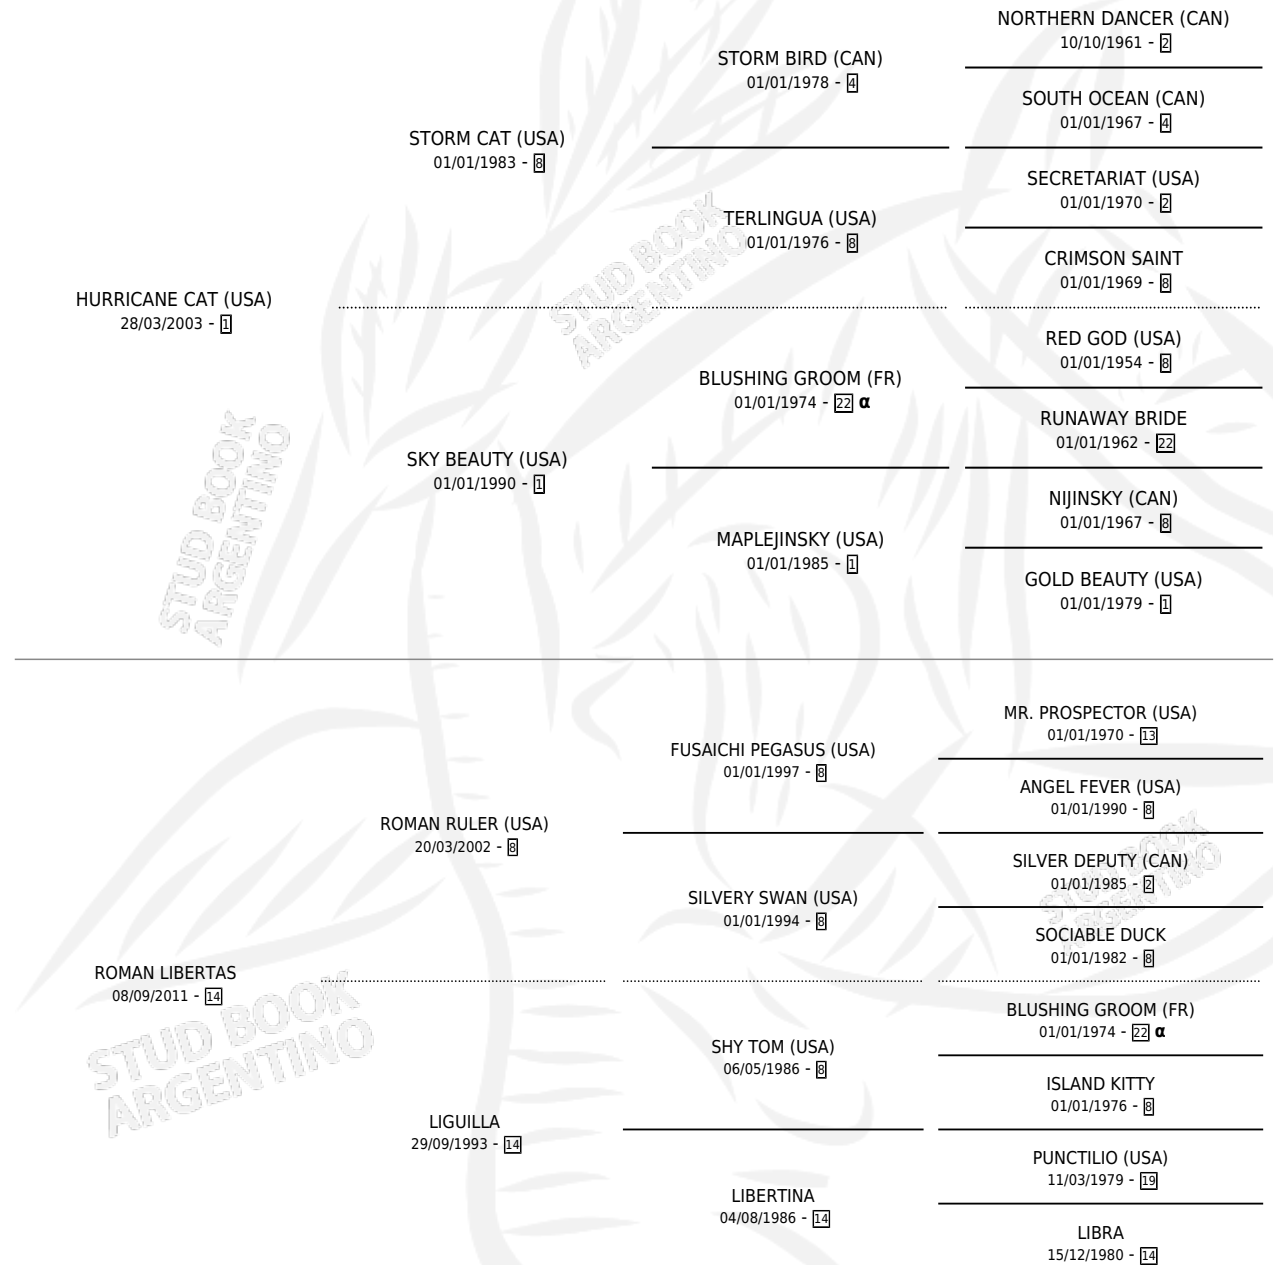 NORTHERN DANCER (CAN)
10/10/1961 - 2
STORM BIRD (CAN)
01/01/1978 - 4
SOUTH OCEAN (CAN)
01/01/1967 - 4
STORM CAT (USA)
01/01/1983 - 8
SECRETARIAT (USA)
01/01/1970 - 2
TERLINGUA (USA)
01/01/1976 - 8
CRIMSON SAINT
01/01/1969 - 8
HURRICANE CAT (USA)
28/03/2003 - 1
RED GOD (USA)
01/01/1954 - 8
BLUSHING GROOM (FR)
01/01/1974 - 22 α
RUNAWAY BRIDE
01/01/1962 - 22
SKY BEAUTY (USA)
01/01/1990 - 1
NIJINSKY (CAN)
01/01/1967 - 8
MAPLEJINSKY (USA)
01/01/1985 - 1
GOLD BEAUTY (USA)
01/01/1979 - 1
MR. PROSPECTOR (USA)
01/01/1970 - 13
FUSAICHI PEGASUS (USA)
01/01/1997 - 8
ANGEL FEVER (USA)
01/01/1990 - 8
ROMAN RULER (USA)
20/03/2002 - 8
SILVER DEPUTY (CAN)
01/01/1985 - 2
SILVERY SWAN (USA)
01/01/1994 - 8
SOCIABLE DUCK
01/01/1982 - 8
ROMAN LIBERTAS
08/09/2011 - 14
BLUSHING GROOM (FR)
01/01/1974 - 22 α
SHY TOM (USA)
06/05/1986 - 8
ISLAND KITTY
01/01/1976 - 8
LIGUILLA
29/09/1993 - 14
PUNCTILIO (USA)
11/03/1979 - 19
LIBERTINA
04/08/1986 - 14
LIBRA
15/12/1980 - 14
STUD BOOK
ARGENTINO
STUD BOOK
ARGENTINO
STUD BOOK
ARGENTINO
STUD BOOK
ARGENTINO